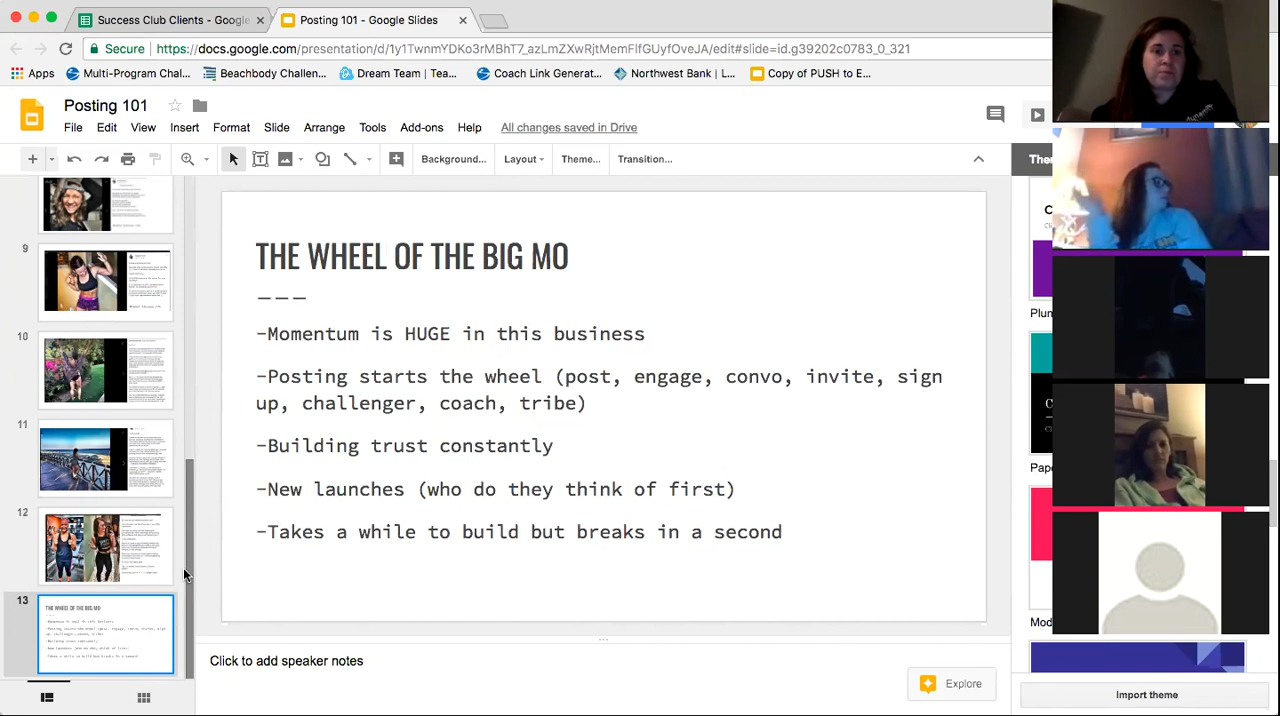 Success Club Clients - Google
Posting 101 - Google Slides
Secure
https://docs.google.com/presentation/d/1y1TwnmYDKo3rMBhT7_azLmZXwRjtMemFlfGUyfOveJA/edit#slide=id.g39202c0783_0_321
Apps
Multi-Program Chal...
Beachbody Challen...
Dream Team | Tea...
Coach Link Generat...
Northwest Bank | L...
Copy of PUSH to E...
Posting 101
File Edit View Insert Format Slide Arrange Tools Add-ons Help All changes saved in Drive
Background... Layout Theme... Transition...
9
10
11
12
13
THE WHEEL OF THE BIG MO
THE WHEEL OF THE BIG MO
–Momentum is HUGE in this business
–Posting starts the wheel (post, engage, convo, invite, sign
up, challenger, coach, tribe)
–Building trust constantly
–New launches (who do they think of first)
–Takes a while to build but breaks in a second
Click to add speaker notes
Explore
Import theme